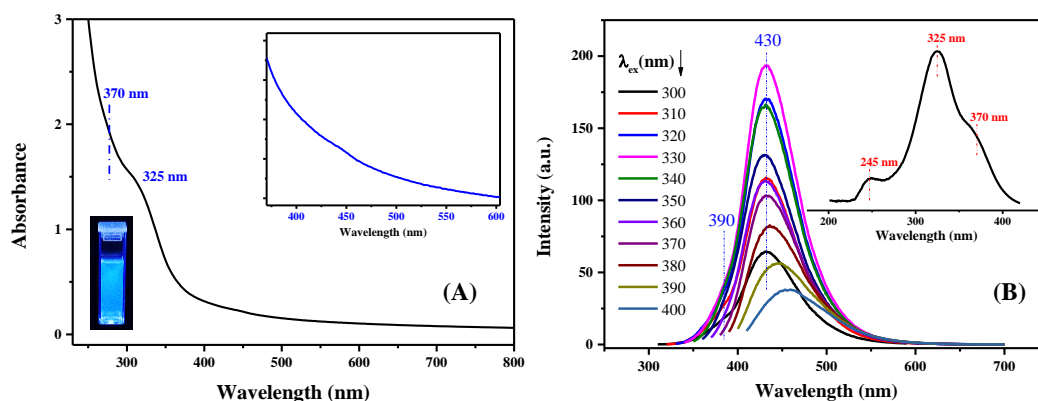 3
2
1
0
Absorbance
300
400
500
600
700
800
Wavelength (nm)
370 nm
325 nm
(A)
400
450
500
550
600
Wavelength (nm)
200
150
100
50
0
Intensity (a.u.)
300
400
500
600
700
Wavelength (nm)
λex(nm)
300
310
320
330
340
350
360
370
380
390
400
390
430
(B)
245 nm
325 nm
370 nm
200
300
400
Wavelength (nm)